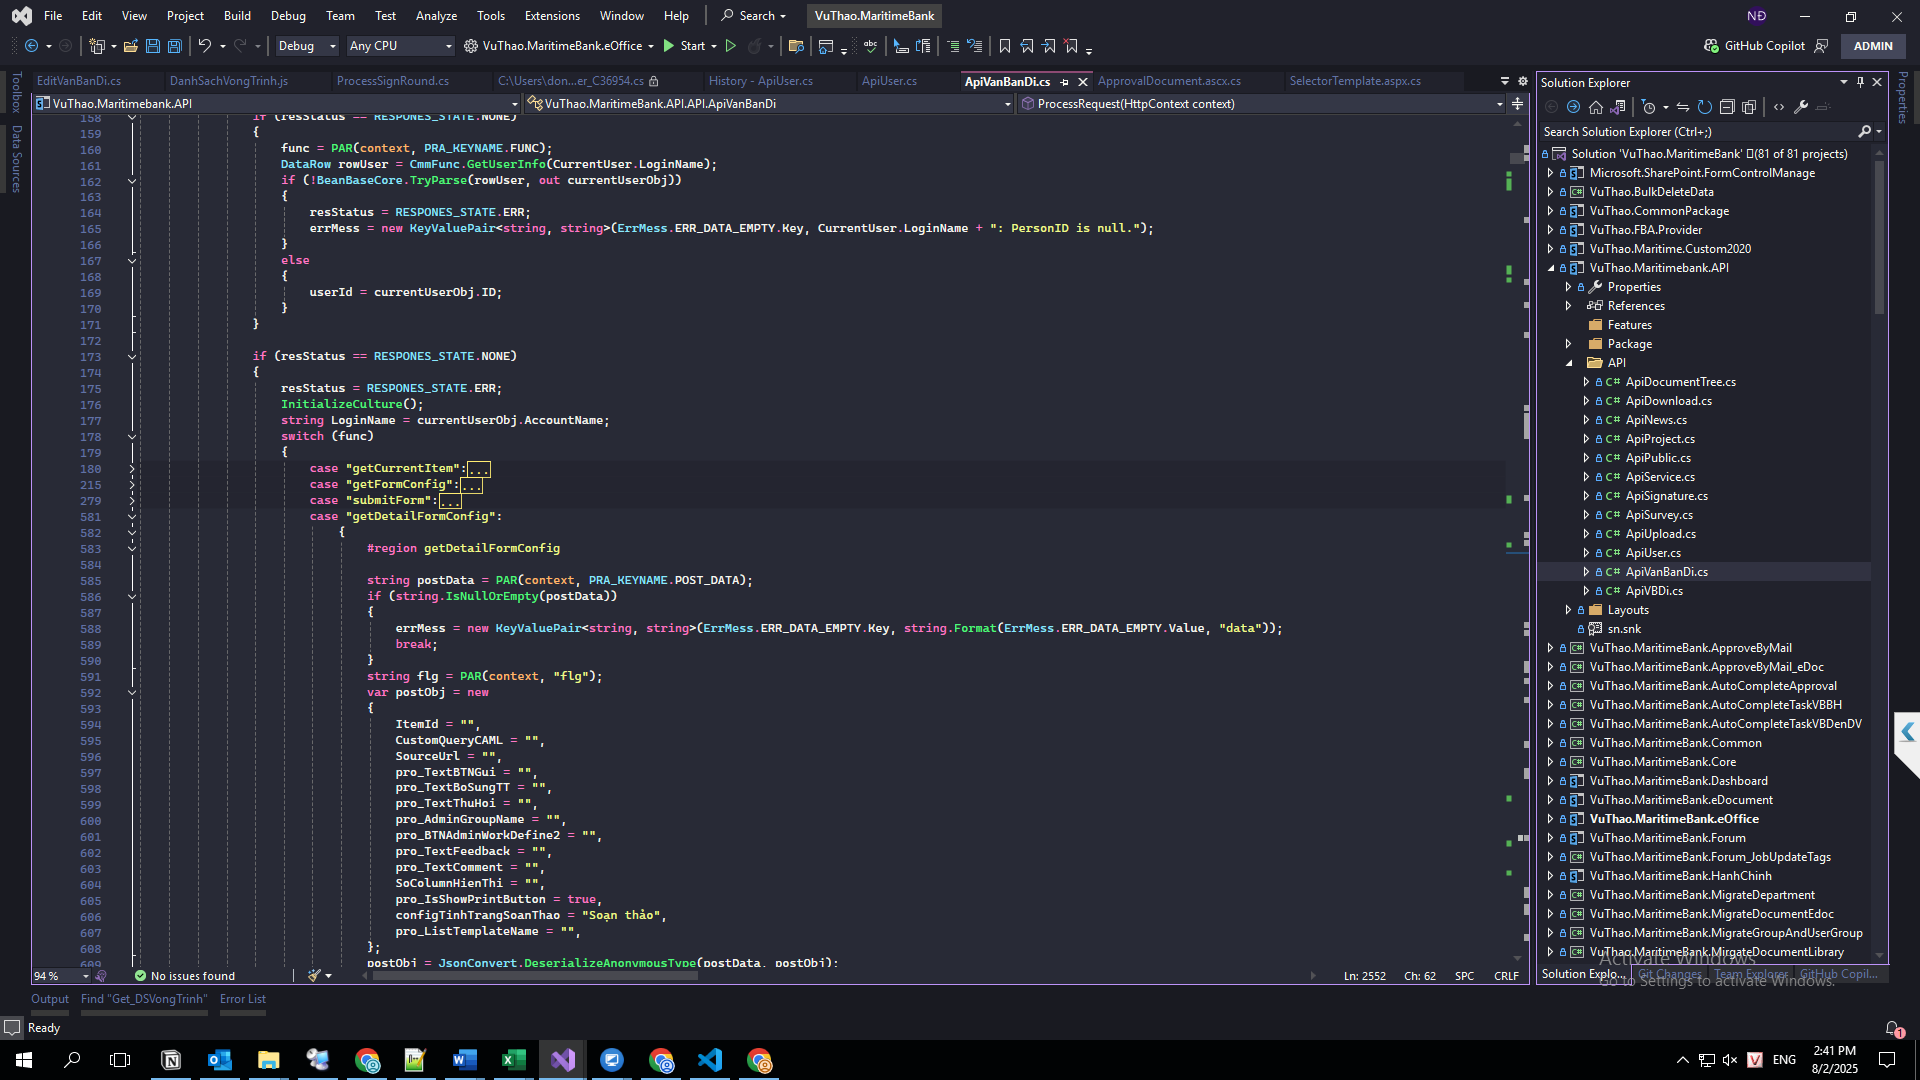 File Edit View Project Build Debug Team Test Analyze Tools Extensions Window Help Search VuThao.MaritimeBank NĐ
Debug Any CPU VuThao.MaritimeBank.eOffice Start GitHub Copilot ADMIN
Toolbox
Data Sources
EditVanBanDi.cs DanhSachVongTrinh.js ProcessSignRound.cs C:\Users\don...er_C36954.cs History - ApiUser.cs ApiUser.cs ApiVanBanDi.cs ApprovalDocument.ascx.cs SelectorTemplate.aspx.cs
VuThao.Maritimebank.API VuThao.MaritimeBank.API.API.ApiVanBanDi ProcessRequest(HttpContext context)
158 if (resStatus == RESPONES_STATE.NONE)
159 {
160 func = PAR(context, PRA_KEYNAME.FUNC);
161 DataRow rowUser = CmmFunc.GetUserInfo(CurrentUser.LoginName);
162 if (!BeanBaseCore.TryParse(rowUser, out currentUserObj))
163 {
164 resStatus = RESPONES_STATE.ERR;
165 errMess = new KeyValuePair<string, string>(ErrMess.ERR_DATA_EMPTY.Key, CurrentUser.LoginName + ": PersonID is null.");
166 }
167 else
168 {
169 userId = currentUserObj.ID;
170 }
171 }
172
173 if (resStatus == RESPONES_STATE.NONE)
174 {
175 resStatus = RESPONES_STATE.ERR;
176 InitializeCulture();
177 string LoginName = currentUserObj.AccountName;
178 switch (func)
179 {
180 case "getCurrentItem":...
215 case "getFormConfig":...
279 case "submitForm":...
581 case "getDetailFormConfig":
582 {
583 #region getDetailFormConfig
584
585 string postData = PAR(context, PRA_KEYNAME.POST_DATA);
586 if (string.IsNullOrEmpty(postData))
587 {
588 errMess = new KeyValuePair<string, string>(ErrMess.ERR_DATA_EMPTY.Key, string.Format(ErrMess.ERR_DATA_EMPTY.Value, "data"));
589 break;
590 }
591 string flg = PAR(context, "flg");
592 var postObj = new
593 {
594 ItemId = "",
595 CustomQueryCAML = "",
596 SourceUrl = "",
597 pro_TextBTNGui = "",
598 pro_TextBoSungTT = "",
599 pro_TextThuHoi = "",
600 pro_AdminGroupName = "",
601 pro_BTNAdminWorkDefine2 = "",
602 pro_TextFeedback = "",
603 pro_TextComment = "",
604 SoColumnHienThi = "",
605 pro_IsShowPrintButton = true,
606 configTinhTrangSoanThao = "Soạn thảo",
607 pro_ListTemplateName = "",
608 };
609 postObj = JsonConvert.DeserializeAnonymousType(postData, postObj);
94 % No issues found Ln: 2552 Ch: 62 SPC CRLF
Output Find "Get_DSVongTrinh" Error List
Ready
Solution Explorer
Search Solution Explorer (Ctrl+;)
Solution 'VuThao.MaritimeBank' (81 of 81 projects)
Microsoft.SharePoint.FormControlManage
VuThao.BulkDeleteData
VuThao.CommonPackage
VuThao.FBA.Provider
VuThao.Maritime.Custom2020
VuThao.Maritimebank.API
Properties
References
Features
Package
API
C# ApiDocumentTree.cs
C# ApiDownload.cs
C# ApiNews.cs
C# ApiProject.cs
C# ApiPublic.cs
C# ApiService.cs
C# ApiSignature.cs
C# ApiSurvey.cs
C# ApiUpload.cs
C# ApiUser.cs
C# ApiVanBanDi.cs
C# ApiVBDi.cs
Layouts
sn.snk
VuThao.MaritimeBank.ApproveByMail
VuThao.MaritimeBank.ApproveByMail_eDoc
VuThao.MaritimeBank.AutoCompleteApproval
VuThao.MaritimeBank.AutoCompleteTaskVBBH
VuThao.MaritimeBank.AutoCompleteTaskVBDenDV
VuThao.MaritimeBank.Common
VuThao.MaritimeBank.Core
VuThao.MaritimeBank.Dashboard
VuThao.MaritimeBank.eDocument
VuThao.MaritimeBank.eOffice
VuThao.MaritimeBank.Forum
VuThao.MaritimeBank.Forum_JobUpdateTags
VuThao.MaritimeBank.HanhChinh
VuThao.MaritimeBank.MigrateDepartment
VuThao.MaritimeBank.MigrateDocumentEdoc
VuThao.MaritimeBank.MigrateGroupAndUserGroup
VuThao.MaritimeBank.MirgateDocumentLibrary
Solution Explo... Git Changes Team Explorer GitHub Copil...
Activate Windows
Go to Settings to activate Windows.
Properties
1
ENG
2:41 PM
8/2/2025